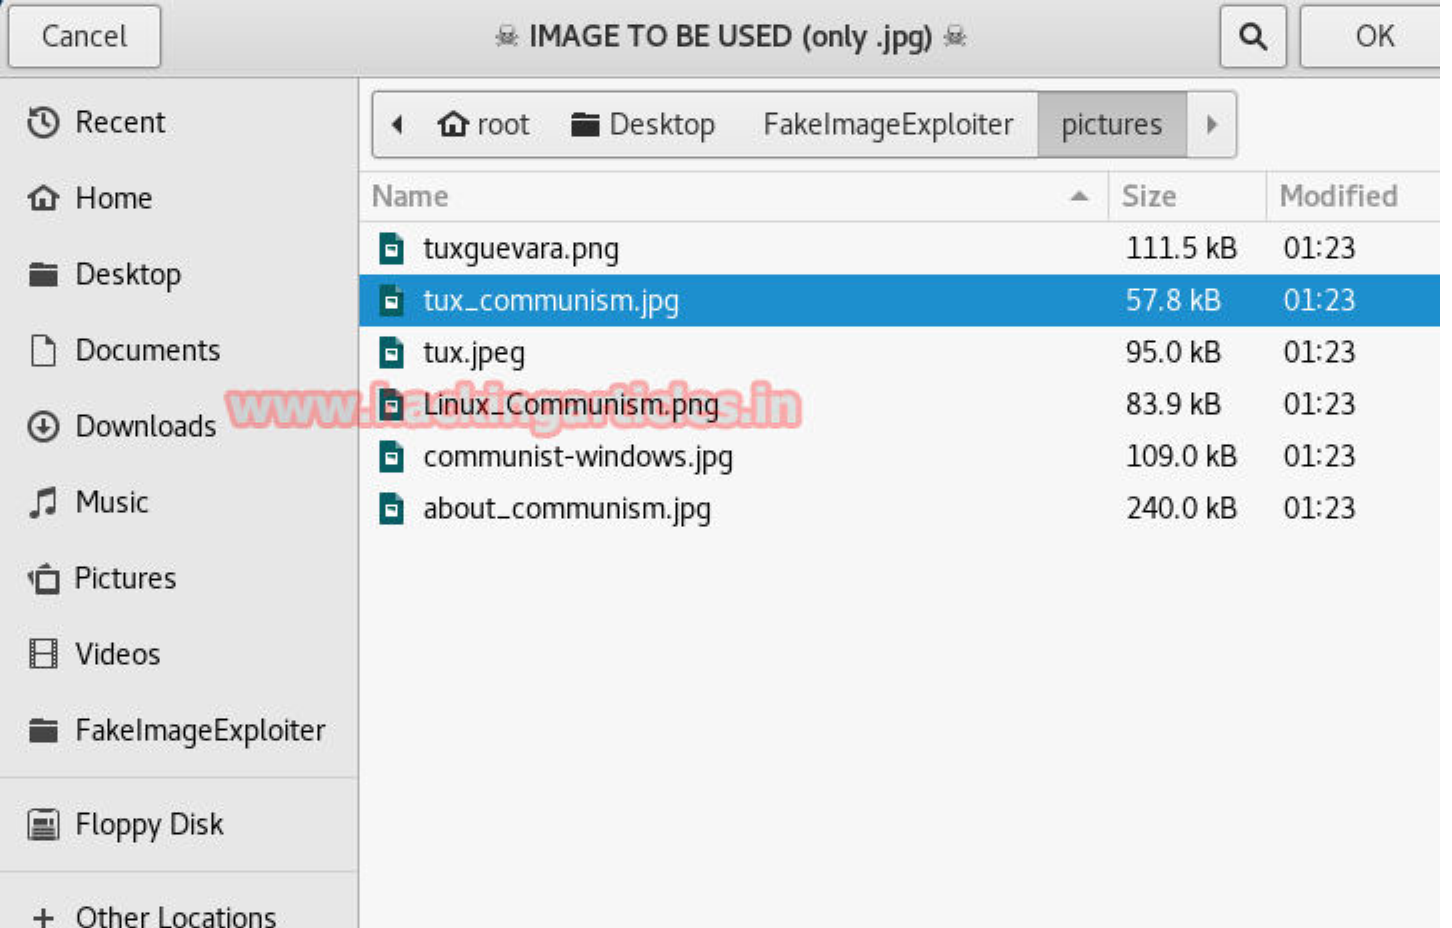 Cancel
☠ IMAGE TO BE USED (only .jpg) ☠
OK
Recent
Home
Desktop
Documents
Downloads
Music
Pictures
Videos
FakeImageExploiter
Floppy Disk
Other Locations
root Desktop FakeImageExploiter pictures
Name Size Modified
tuxguevara.png 111.5 kB 01:23
tux_communism.jpg 57.8 kB 01:23
tux.jpeg 95.0 kB 01:23
Linux_Communism.png 83.9 kB 01:23
communist-windows.jpg 109.0 kB 01:23
about_communism.jpg 240.0 kB 01:23
www.hackingarticles.in